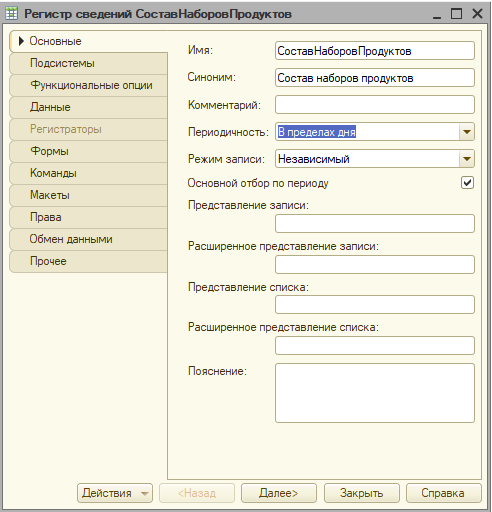 Регистр сведений СоставНаборовПродуктов
Основные
Подсистемы
Функциональные опции
Данные
Регистраторы
Формы
Команды
Макеты
Права
Обмен данными
Прочее
Имя: СоставНаборовПродуктов
Синоним: Состав наборов продуктов
Комментарий:
Периодичность: В пределах дня
Режим записи: Независимый
Основной отбор по периоду
Представление записи:
Расширенное представление записи:
Представление списка:
Расширенное представление списка:
Пояснение:
Действия <Назад Далее> Закрыть Справка